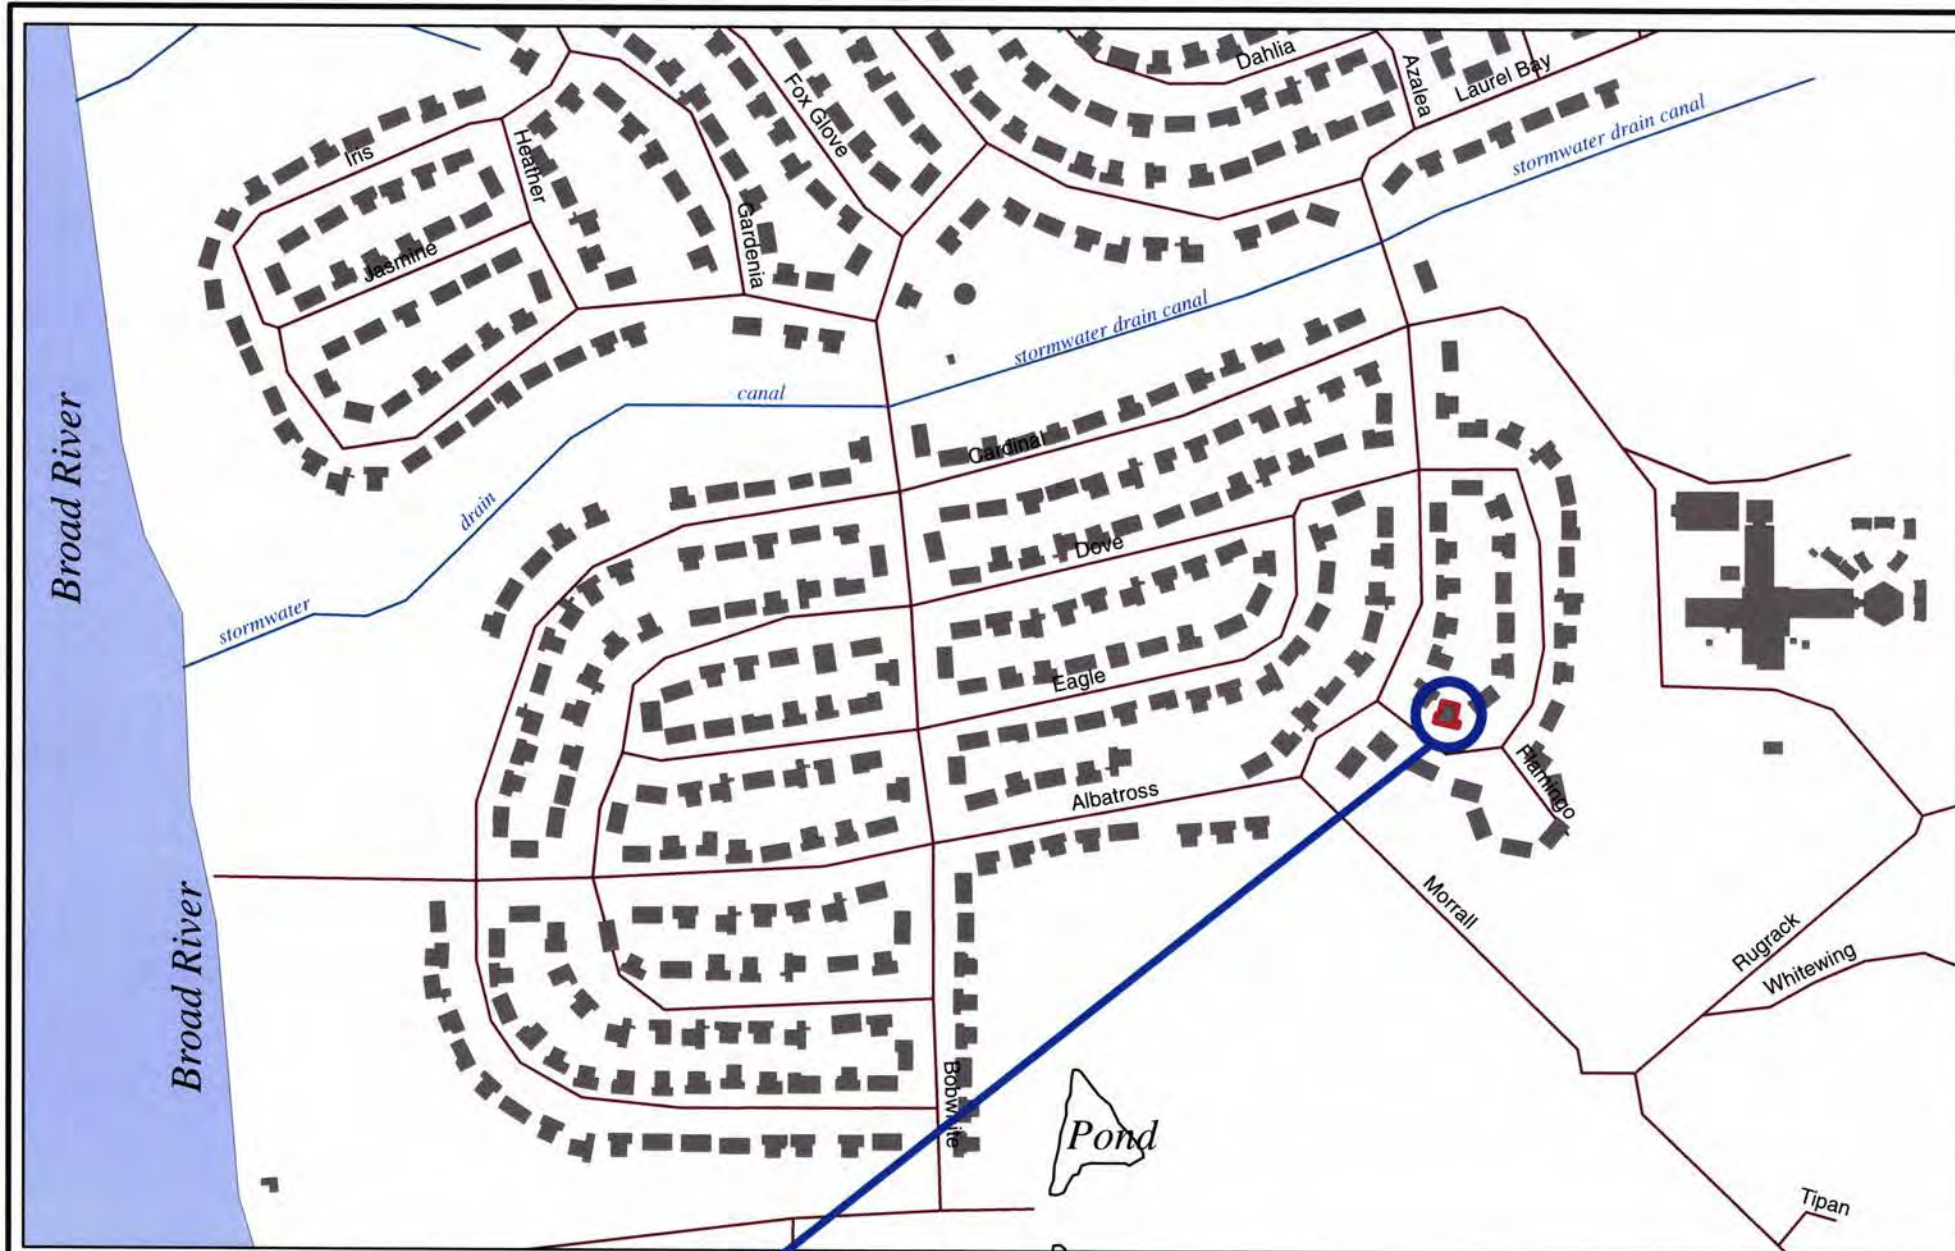 Dahlia
Azalea
Laurel Bay
Fox Glove
stormwater drain canal
Iris
Heather
Gardenia
Jasmine
stormwater drain canal
canal
Broad River
Cardinal
drain
Dove
stormwater
Eagle
Flamingo
Albatross
Morrall
Broad River
Rugrack
Whitewing
Bobwhite
Pond
Tipan